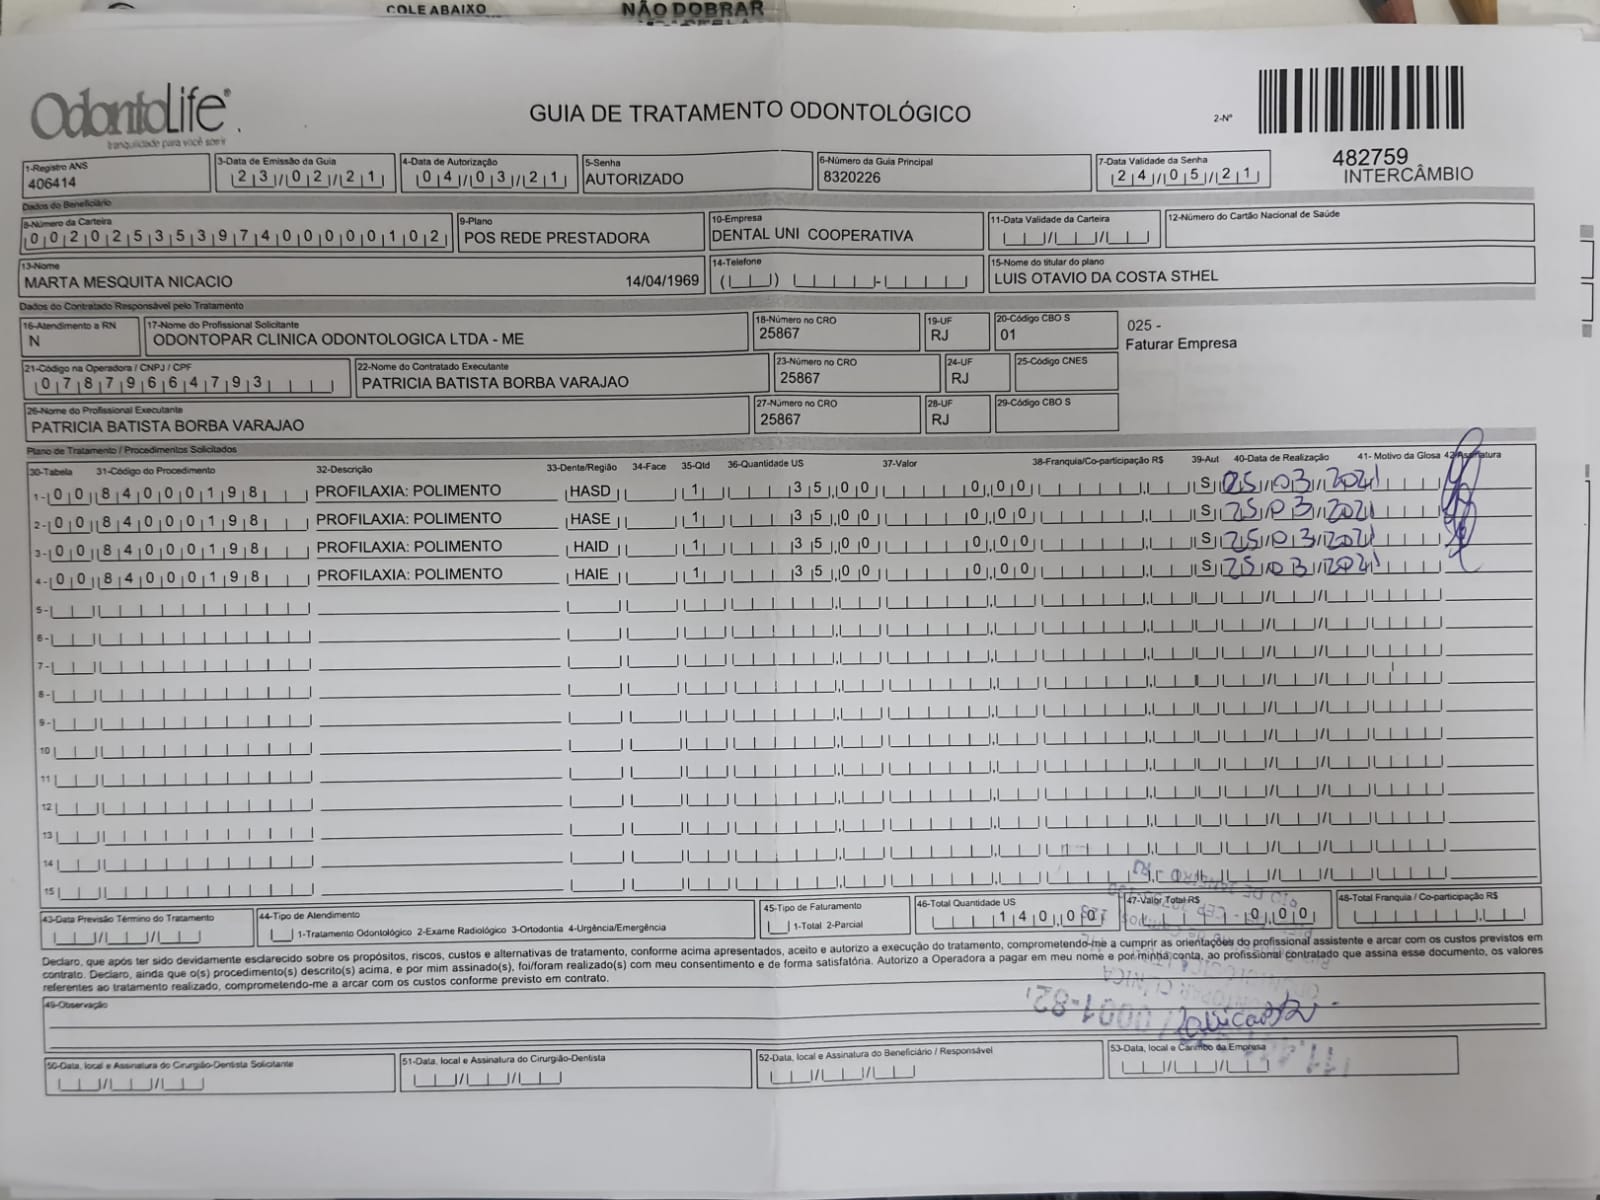 COLE ABAIXO
NÃO DOBRAR
OdontoLife®
tranquilidade para você sorrir
GUIA DE TRATAMENTO ODONTOLÓGICO
2-Nº
482759
INTERCÂMBIO
1-Registro ANS
406414
3-Data de Emissão da Guia
23/02/21
4-Data de Autorização
04/03/21
5-Senha
AUTORIZADO
6-Número da Guia Principal
8320226
7-Data Validade da Senha
24/05/21
Dados do Beneficiário
8-Número da Carteira
00202535397400000102
9-Plano
POS REDE PRESTADORA
10-Empresa
DENTAL UNI COOPERATIVA
11-Data Validade da Carteira
12-Número do Cartão Nacional de Saúde
13-Nome
MARTA MESQUITA NICACIO 14/04/1969
14-Telefone
15-Nome do titular do plano
LUIS OTAVIO DA COSTA STHEL
Dados do Contratado Responsável pelo Tratamento
16-Atendimento a RN
N
17-Nome do Profissional Solicitante
ODONTOPAR CLINICA ODONTOLOGICA LTDA - ME
18-Número no CRO
25867
19-UF
RJ
20-Código CBO S
01
025 -
Faturar Empresa
21-Código na Operadora / CNPJ / CPF
07879664793
22-Nome do Contratado Executante
PATRICIA BATISTA BORBA VARAJAO
23-Número no CRO
25867
24-UF
RJ
25-Código CNES
26-Nome do Profissional Executante
PATRICIA BATISTA BORBA VARAJAO
27-Número no CRO
25867
28-UF
RJ
29-Código CBO S
Plano de Tratamento / Procedimentos Solicitados
30-Tabela 31-Código do Procedimento 32-Descrição 33-Dente/Região 34-Face 35-Qtd 36-Quantidade US 37-Valor 38-Franquia/Co-participação R$ 39-Aut 40-Data de Realização 41- Motivo da Glosa 42-Assinatura
1- 00 84000198 PROFILAXIA: POLIMENTO HASD 1 35,00 0,00 S 25/03/2021
2- 00 84000198 PROFILAXIA: POLIMENTO HASE 1 35,00 0,00 S 25/03/2021
3- 00 84000198 PROFILAXIA: POLIMENTO HAID 1 35,00 0,00 S 25/03/2021
4- 00 84000198 PROFILAXIA: POLIMENTO HAIE 1 35,00 0,00 S 25/03/2021
5-
6-
7-
8-
9-
10
11
12
13
14
15
43-Data Previsão Término do Tratamento
44-Tipo de Atendimento
1-Tratamento Odontológico 2-Exame Radiológico 3-Ortodontia 4-Urgência/Emergência
45-Tipo de Faturamento
1-Total 2-Parcial
46-Total Quantidade US
140,00
47-Valor Total R$
0,00
48-Total Franquia / Co-participação R$
Declaro, que após ter sido devidamente esclarecido sobre os propósitos, riscos, custos e alternativas de tratamento, conforme acima apresentados, aceito e autorizo a execução do tratamento, comprometendo-me a cumprir as orientações do profissional assistente e arcar com os custos previstos em
contrato. Declaro, ainda que o(s) procedimento(s) descrito(s) acima, e por mim assinado(s), foi/foram realizado(s) com meu consentimento e de forma satisfatória. Autorizo a Operadora a pagar em meu nome e por minha conta, ao profissional contratado que assina esse documento, os valores
referentes ao tratamento realizado, comprometendo-me a arcar com os custos conforme previsto em contrato.
49-Observação
50-Data, local e Assinatura do Cirurgião-Dentista Solicitante
51-Data, local e Assinatura do Cirurgião-Dentista
52-Data, local e Assinatura do Beneficiário / Responsável
53-Data, local e Carimbo da Empresa